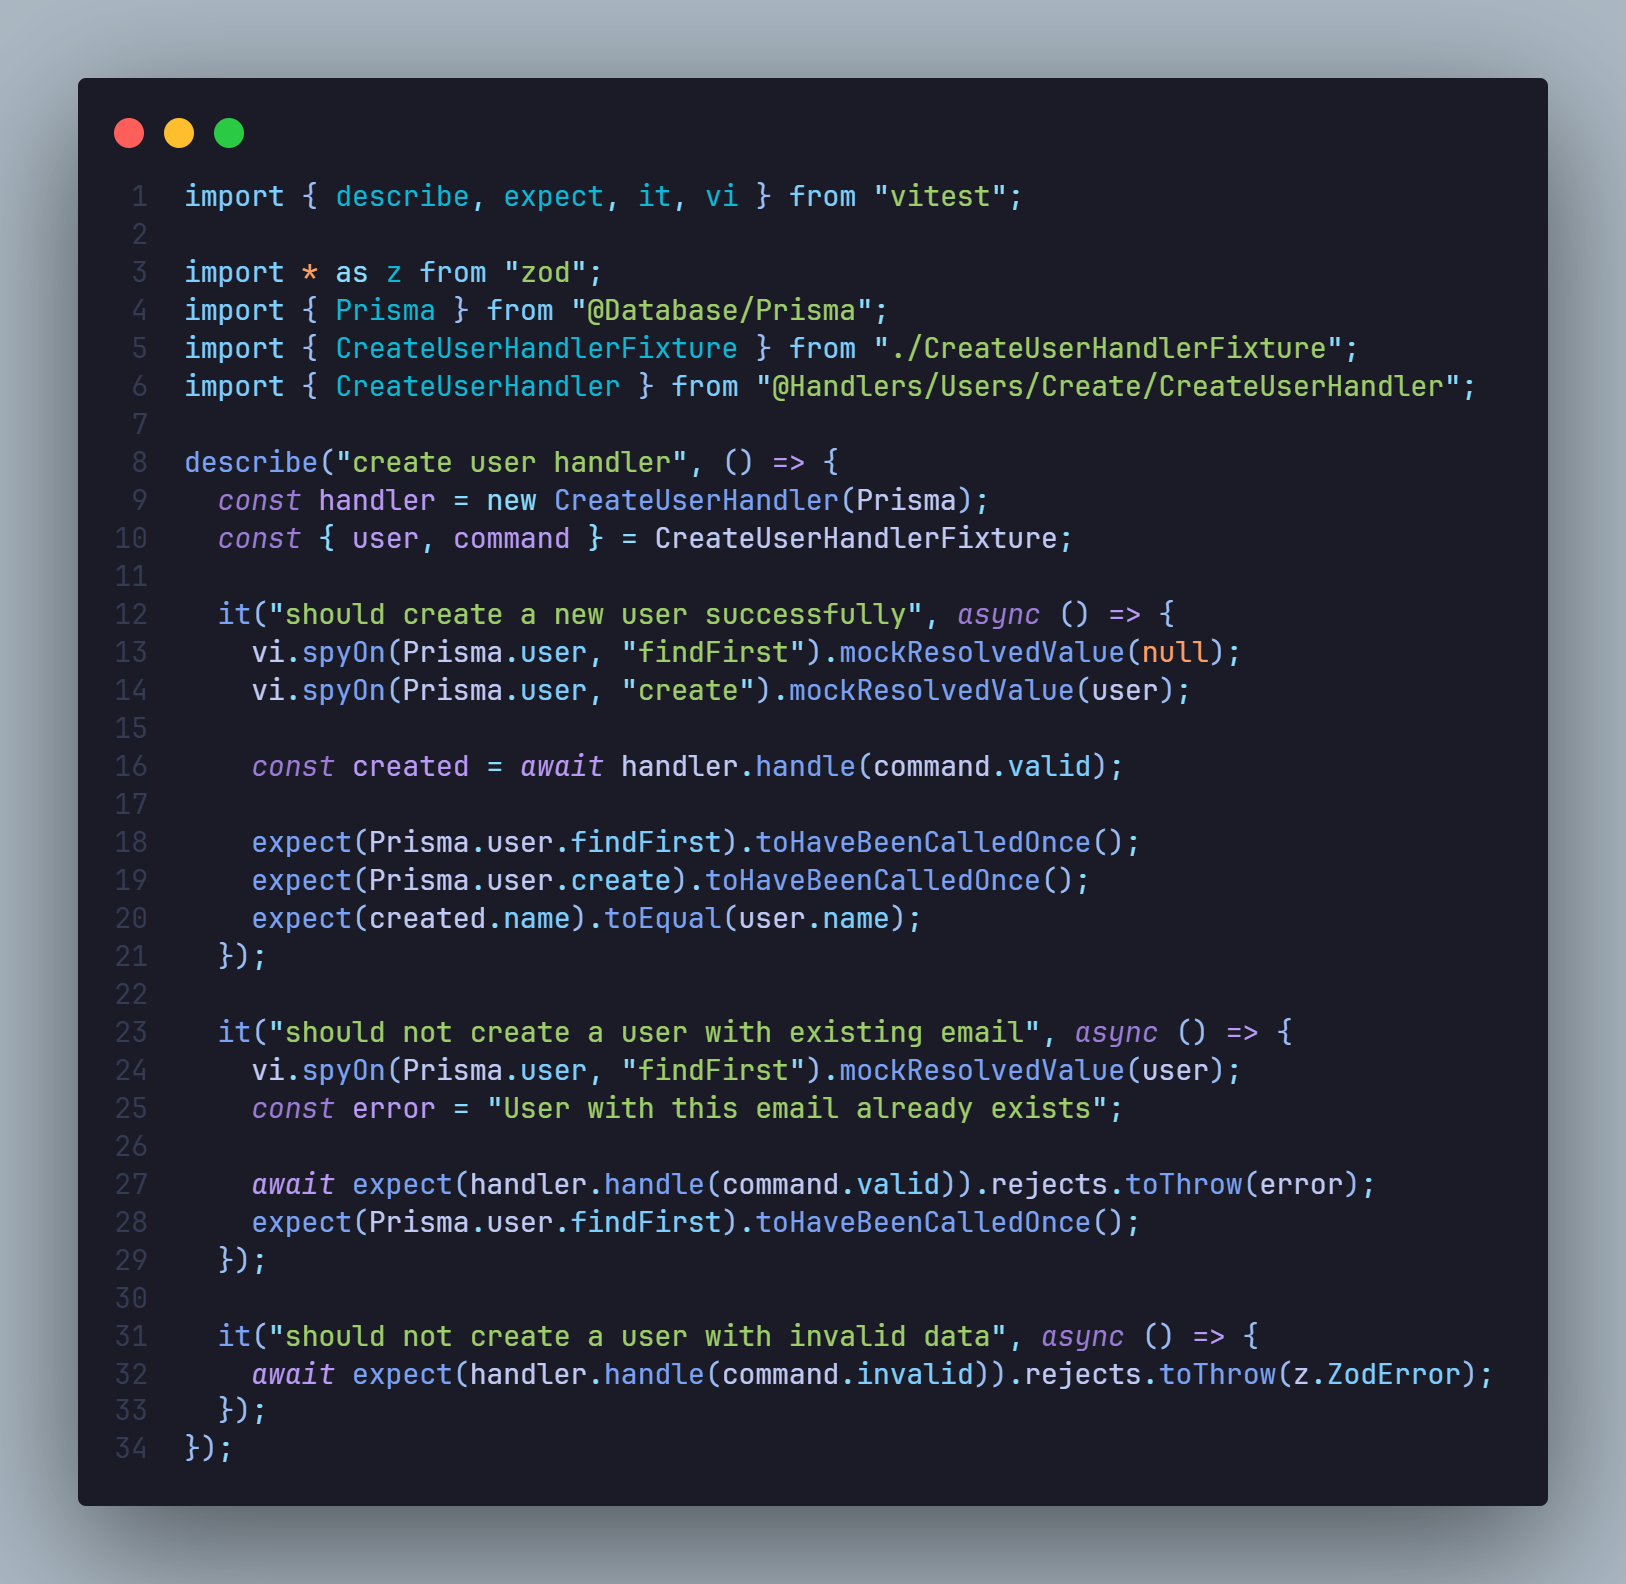 1 import { describe, expect, it, vi } from "vitest";
2
3 import * as z from "zod";
4 import { Prisma } from "@Database/Prisma";
5 import { CreateUserHandlerFixture } from "./CreateUserHandlerFixture";
6 import { CreateUserHandler } from "@Handlers/Users/Create/CreateUserHandler";
7
8 describe("create user handler", () => {
9   const handler = new CreateUserHandler(Prisma);
10   const { user, command } = CreateUserHandlerFixture;
11
12   it("should create a new user successfully", async () => {
13     vi.spyOn(Prisma.user, "findFirst").mockResolvedValue(null);
14     vi.spyOn(Prisma.user, "create").mockResolvedValue(user);
15
16     const created = await handler.handle(command.valid);
17
18     expect(Prisma.user.findFirst).toHaveBeenCalledOnce();
19     expect(Prisma.user.create).toHaveBeenCalledOnce();
20     expect(created.name).toEqual(user.name);
21   });
22
23   it("should not create a user with existing email", async () => {
24     vi.spyOn(Prisma.user, "findFirst").mockResolvedValue(user);
25     const error = "User with this email already exists";
26
27     await expect(handler.handle(command.valid)).rejects.toThrow(error);
28     expect(Prisma.user.findFirst).toHaveBeenCalledOnce();
29   });
30
31   it("should not create a user with invalid data", async () => {
32     await expect(handler.handle(command.invalid)).rejects.toThrow(z.ZodError);
33   });
34 });